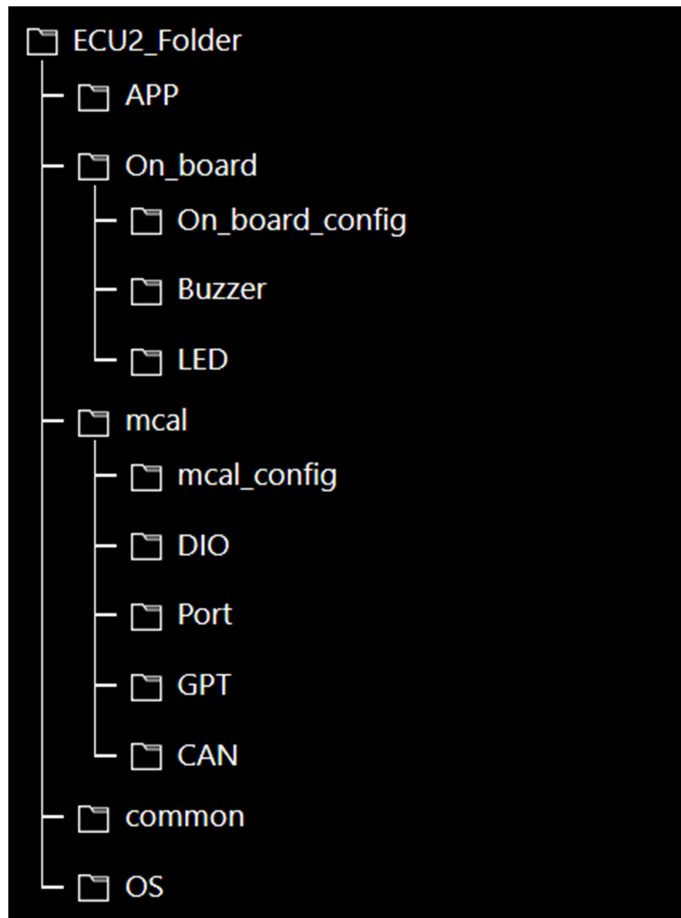 ECU2_Folder
APP
On_board
On_board_config
Buzzer
LED
mcal
mcal_config
DIO
Port
GPT
CAN
common
OS